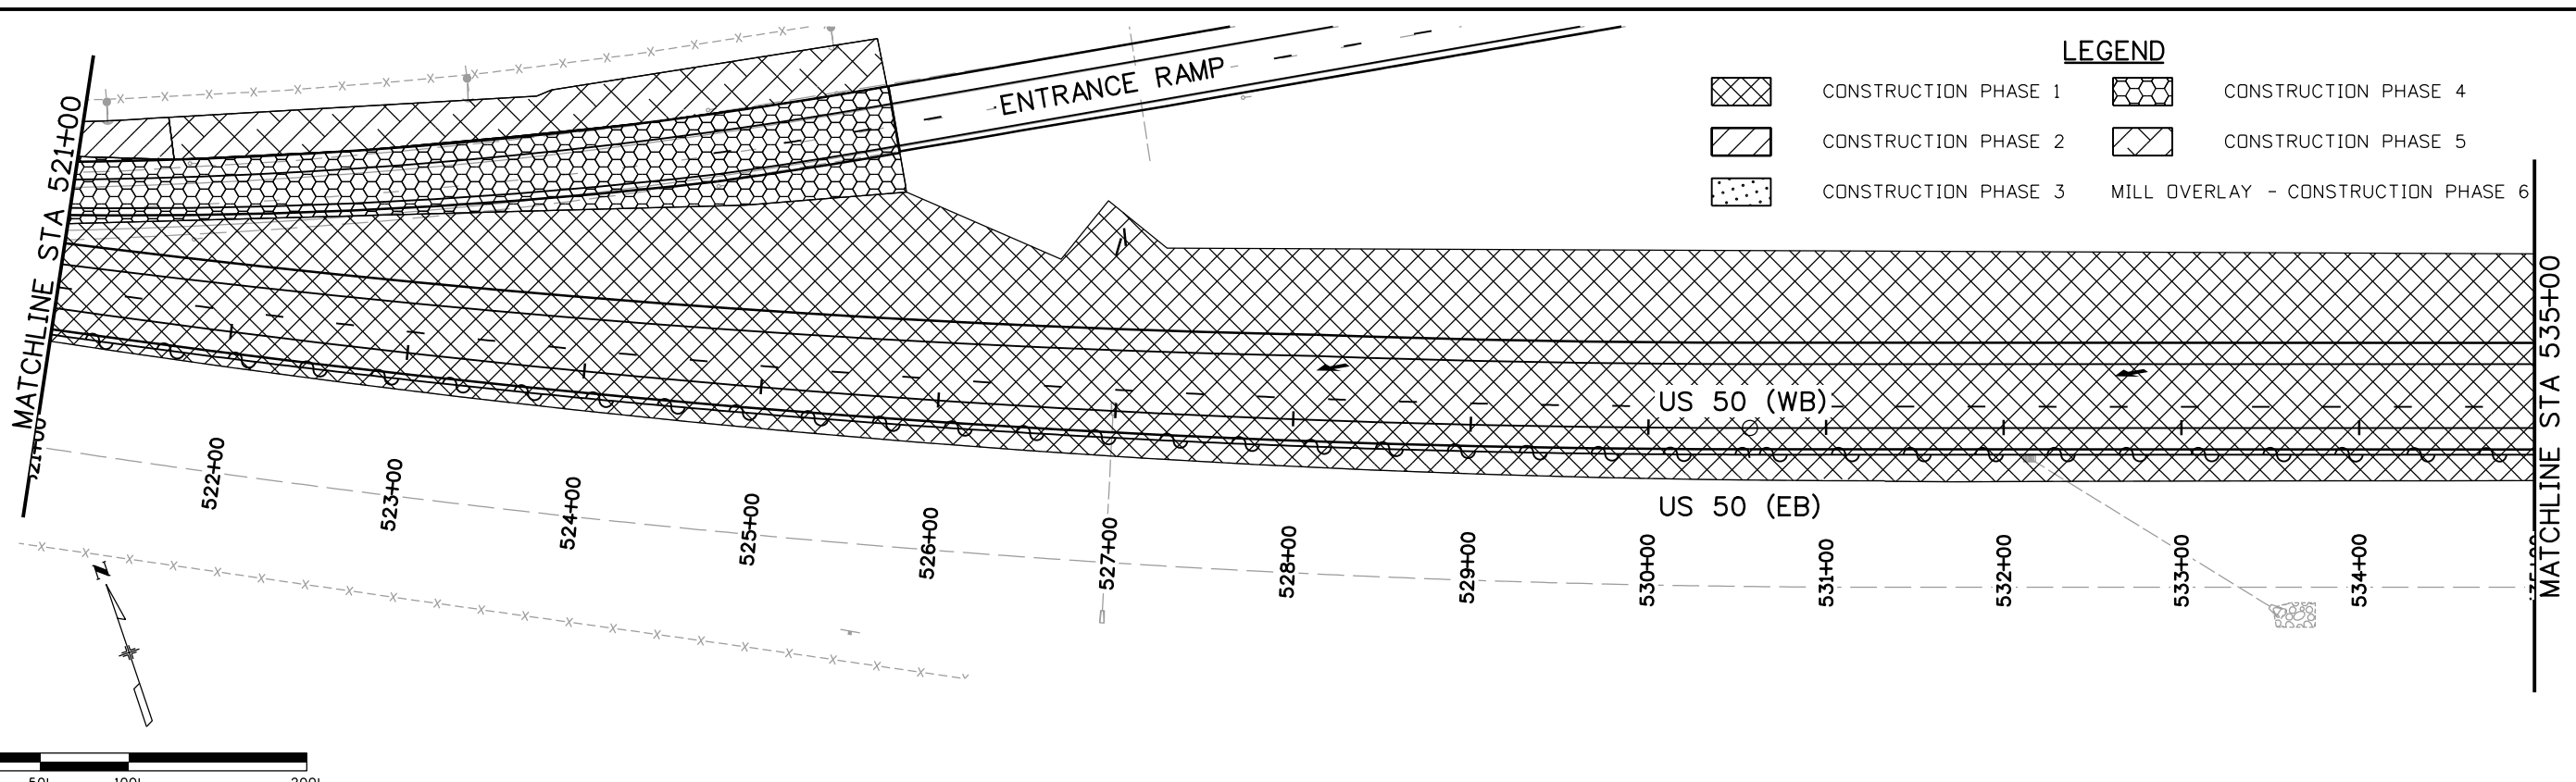 LEGEND
CONSTRUCTION PHASE 1
CONSTRUCTION PHASE 4
CONSTRUCTION PHASE 2
CONSTRUCTION PHASE 5
CONSTRUCTION PHASE 3
MILL OVERLAY - CONSTRUCTION PHASE 6
ENTRANCE RAMP
MATCHLINE STA 521+00
MATCHLINE STA 535+00
US 50 (WB)
US 50 (EB)
522+00
523+00
524+00
525+00
526+00
527+00
528+00
529+00
530+00
531+00
532+00
533+00
534+00
N